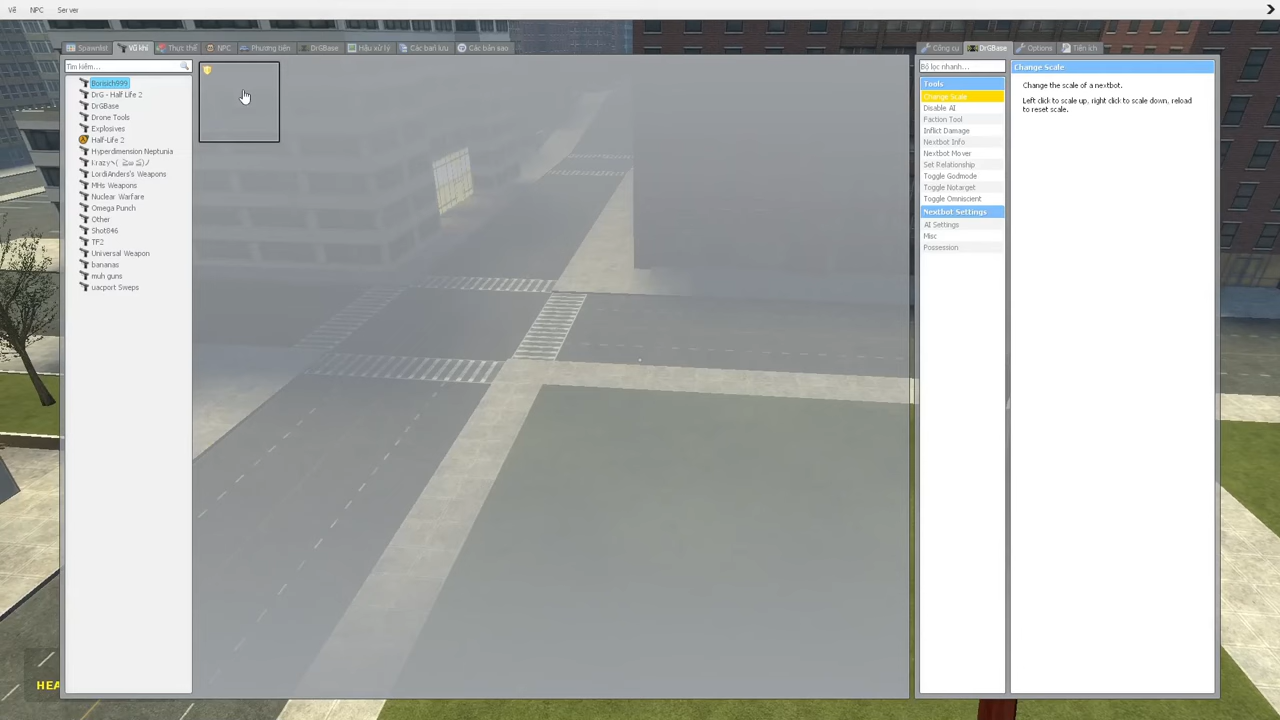 Vẽ NPC Server
Spawnlist Vũ khí Thực thể NPC Phương tiện DrGBase Hậu xử lý Các bản lưu Các bản sao
Công cụ DrGBase Options Tiện ích
Tìm kiếm...
Borisich999
DrG - Half Life 2
DrGBase
Drone Tools
Explosives
Half-Life 2
Hyperdimension Neptunia
LordiAnders's Weapons
MHs Weapons
Nuclear Warfare
Omega Punch
Other
Shot846
TF2
Universal Weapon
bananas
muh guns
uacport Sweps
Bộ lọc nhanh...
Tools
Change Scale
Disable AI
Faction Tool
Inflict Damage
Nextbot Info
Nextbot Mover
Set Relationship
Toggle Godmode
Toggle Notarget
Toggle Omniscient
Nextbot Settings
AI Settings
Misc
Possession
Change Scale
Change the scale of a nextbot.
Left click to scale up, right click to scale down, reload
to reset scale.
HEA